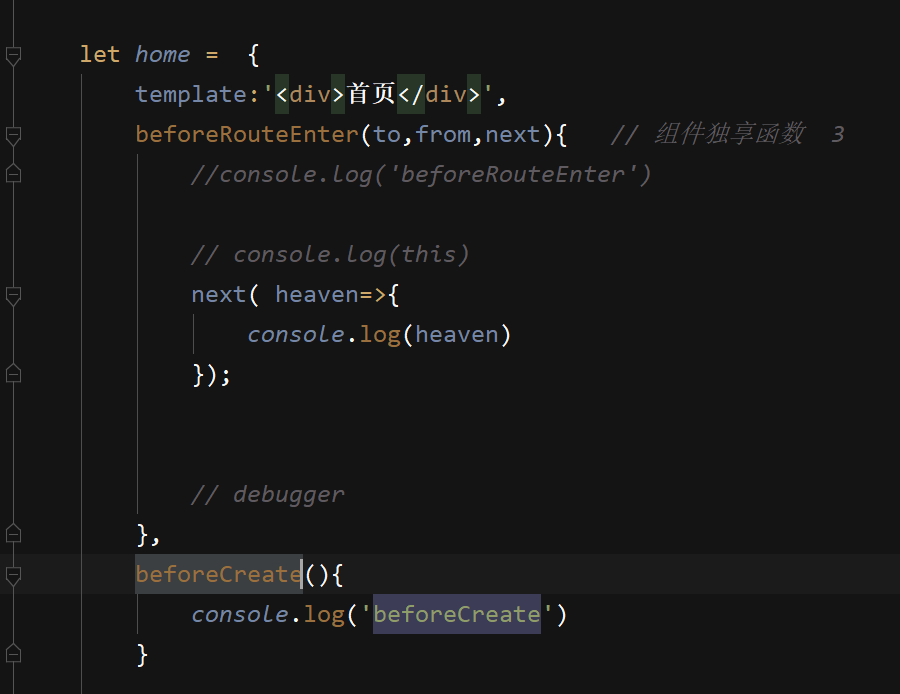 let home =  {
template:'<div>首页</div>',
beforeRouteEnter(to,from,next){   // 组件独享函数  3
//console.log('beforeRouteEnter')
// console.log(this)
next( heaven=>{
console.log(heaven)
});
// debugger
},
beforeCreate(){
console.log('beforeCreate')
}